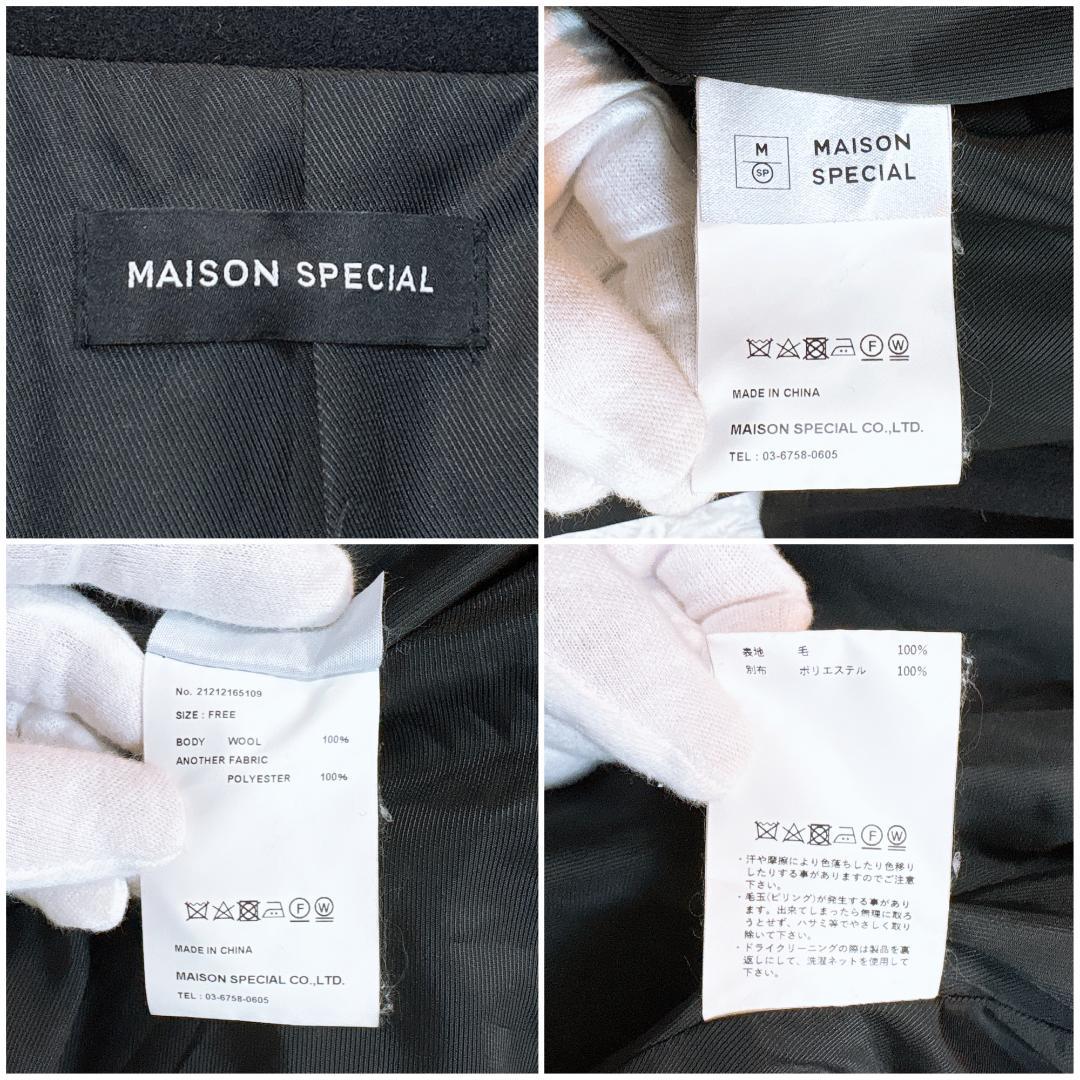 MAISON SPECIAL
M
SP
MAISON
SPECIAL
F W
MADE IN CHINA
MAISON SPECIAL CO.,LTD.
TEL : 03-6758-0605
No. 21212165109
SIZE : FREE
BODY WOOL 100%
ANOTHER FABRIC
POLYESTER 100%
F W
MADE IN CHINA
MAISON SPECIAL CO.,LTD.
TEL : 03-6758-0605
表地 毛 100%
別布 ポリエステル 100%
F W
・汗や摩擦により色落ちしたり色移り
したりする事がありますのでご注意
下さい。
・毛玉(ピリング)が発生する事があり
ます。出来てしまったら無理に取ろ
うとせず、ハサミ等でやさしく取り
除いて下さい。
・ドライクリーニングの際は製品を裏
返しにして、洗濯ネットを使用して
下さい。